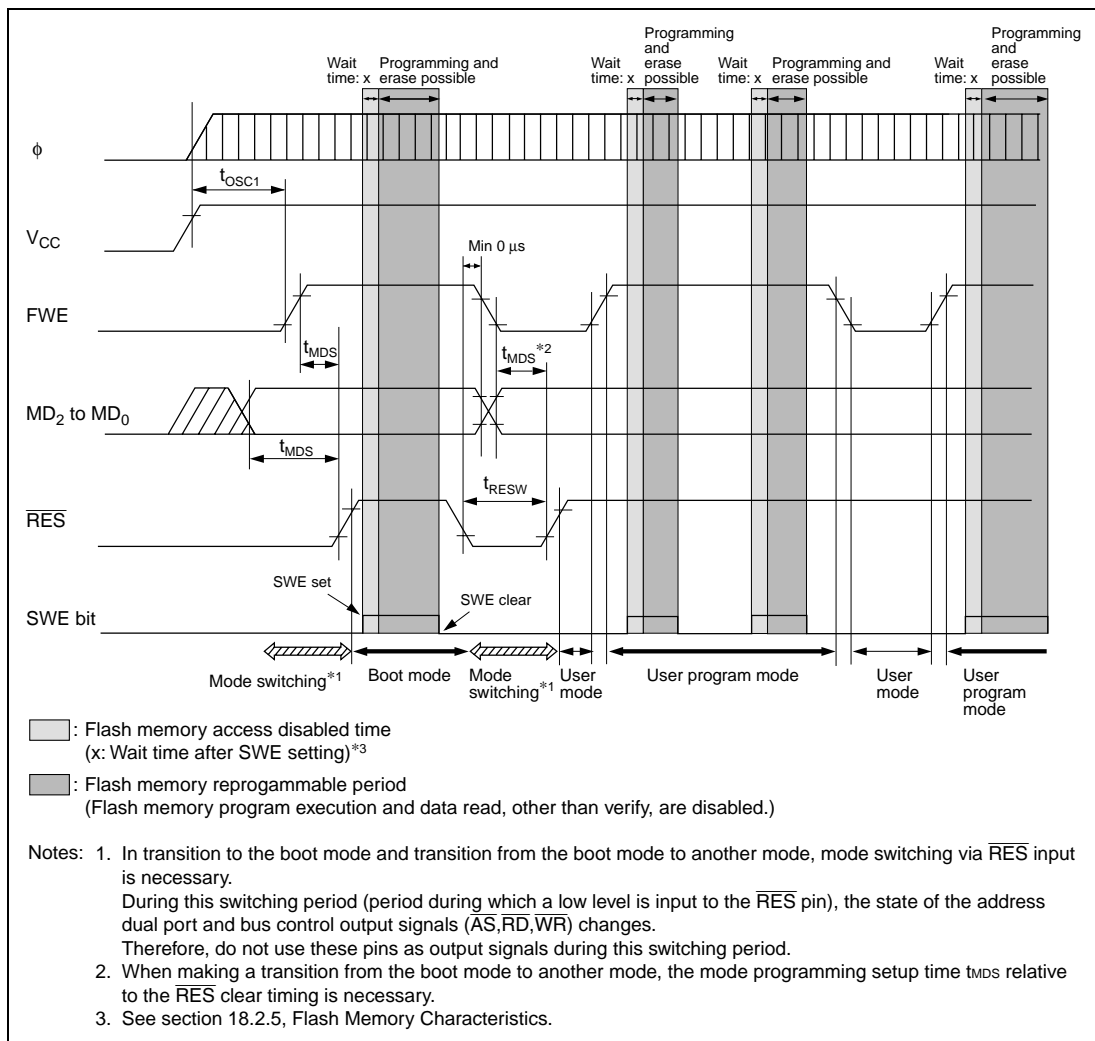 Programming and erase possible
Wait time: x
Programming and erase possible
Wait time: x
Programming and erase possible
Wait time: x
Programming and erase possible
Wait time: x
Programming and erase possible
φ
tOSC1
VCC
Min 0 μs
FWE
tMDS
tMDS*2
MD2 to MD0
tMDS
tRESW
RES
SWE set
SWE clear
SWE bit
Mode switching*1
Boot mode
Mode switching*1
User mode
User program mode
User mode
User program mode
: Flash memory access disabled time
(x: Wait time after SWE setting)*3
: Flash memory reprogammable period
(Flash memory program execution and data read, other than verify, are disabled.)
Notes: 1. In transition to the boot mode and transition from the boot mode to another mode, mode switching via RES input
is necessary.
During this switching period (period during which a low level is input to the RES pin), the state of the address
dual port and bus control output signals (AS,RD,WR) changes.
Therefore, do not use these pins as output signals during this switching period.
2. When making a transition from the boot mode to another mode, the mode programming setup time tMDS relative
to the RES clear timing is necessary.
3. See section 18.2.5, Flash Memory Characteristics.